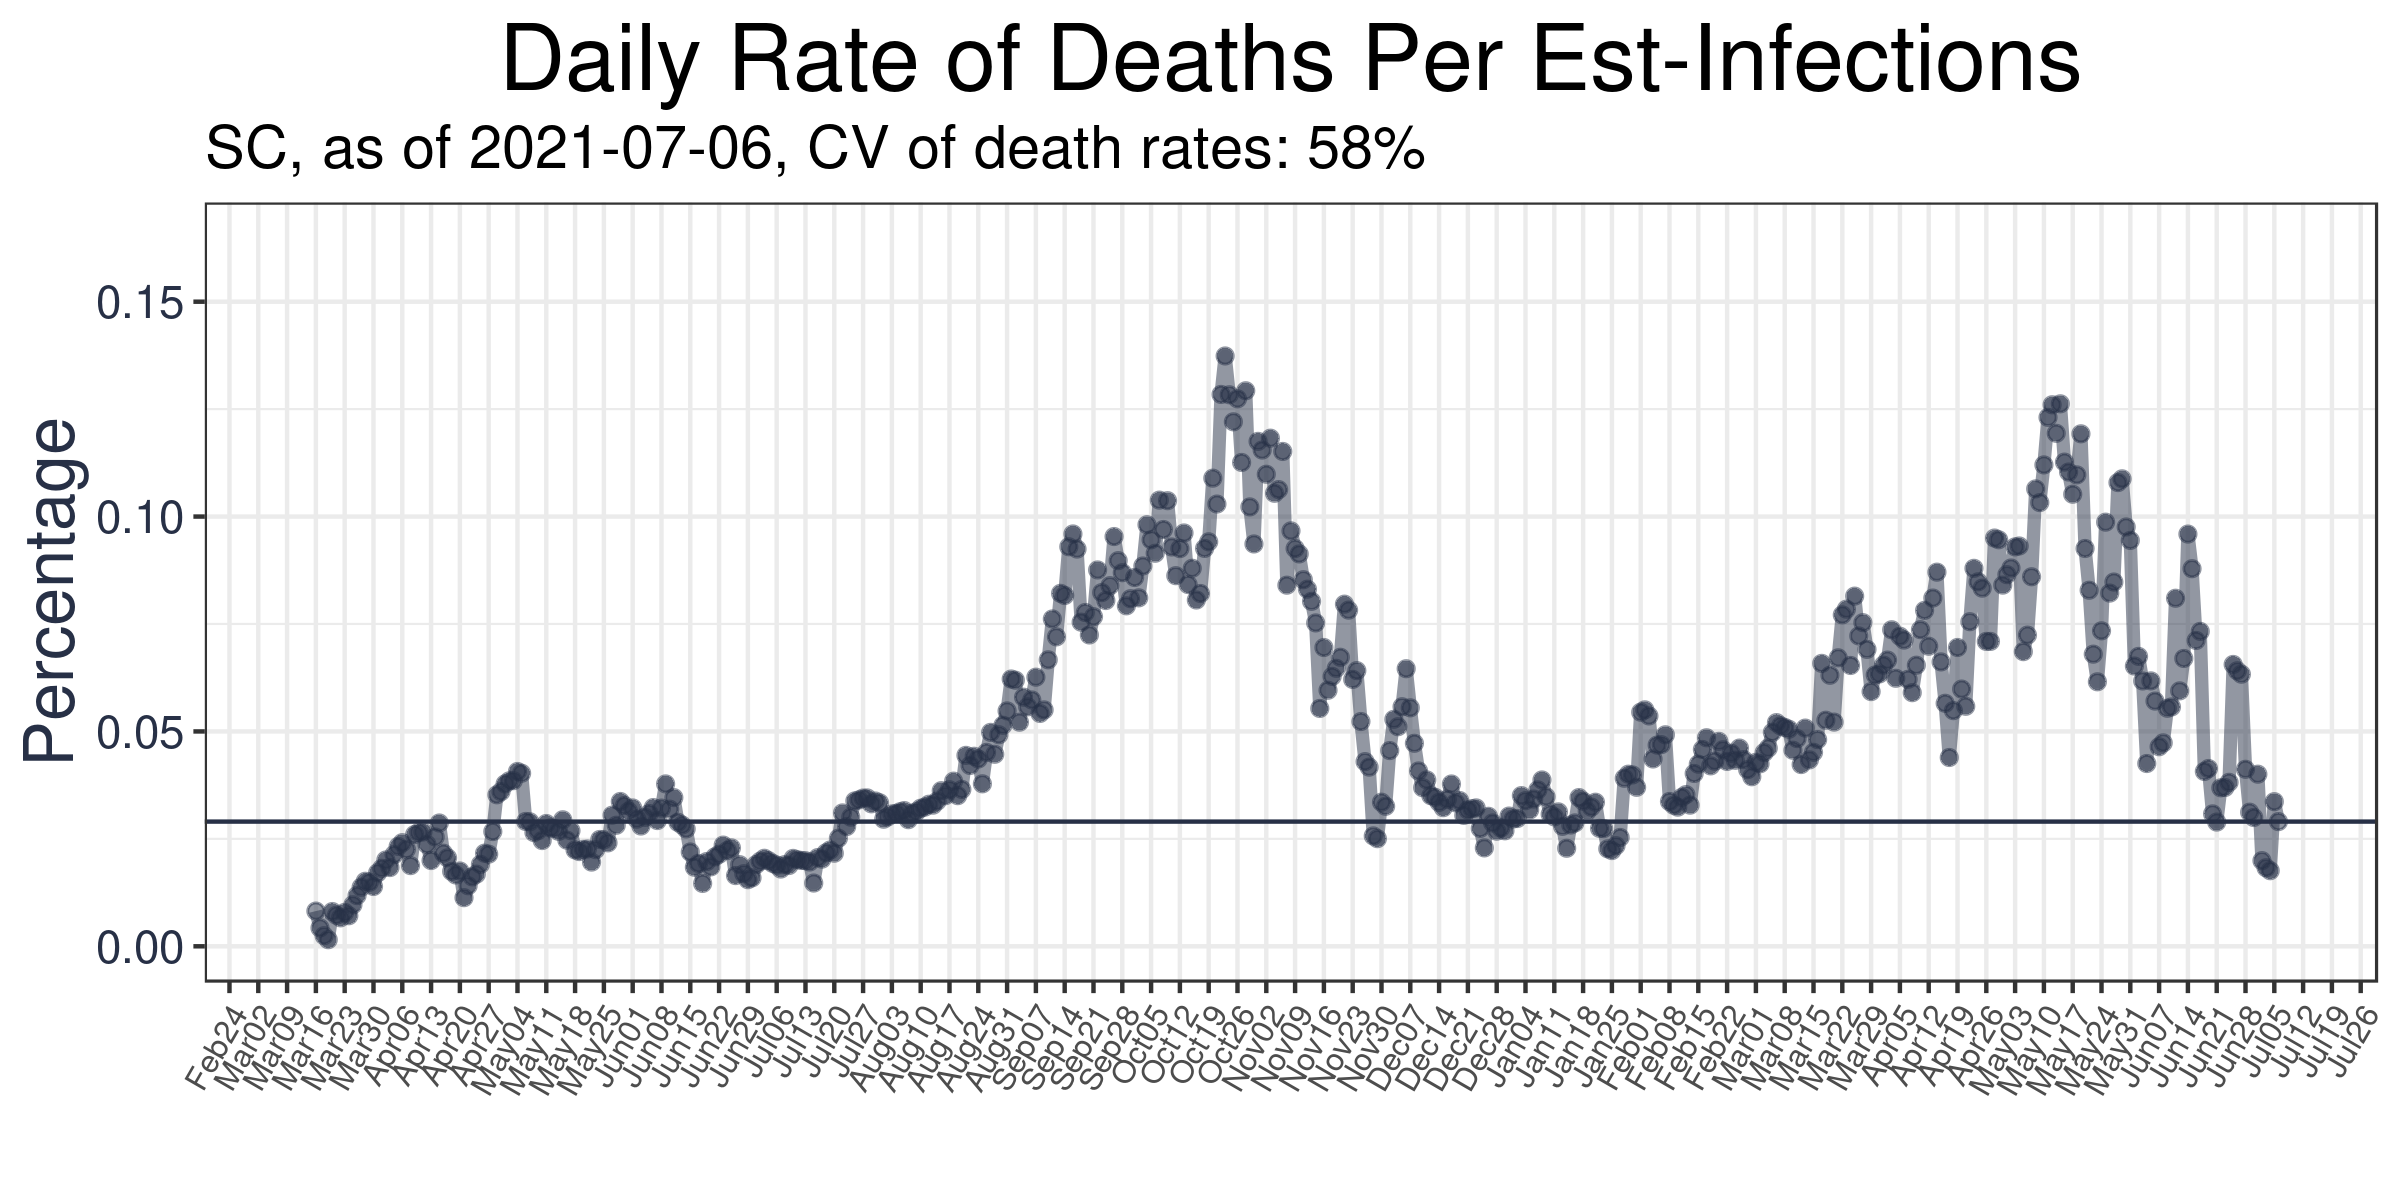 Daily Rate of Deaths Per Est-Infections
SC, as of 2021-07-06, CV of death rates: 58%
Percentage
0.15
0.10
0.05
0.00
Feb24
Mar02
Mar09
Mar16
Mar23
Mar30
Apr06
Apr13
Apr20
Apr27
May04
May11
May18
May25
Jun01
Jun08
Jun15
Jun22
Jun29
Jul06
Jul13
Jul20
Jul27
Aug03
Aug10
Aug17
Aug24
Aug31
Sep07
Sep14
Sep21
Sep28
Oct05
Oct12
Oct19
Oct26
Nov02
Nov09
Nov16
Nov23
Nov30
Dec07
Dec14
Dec21
Dec28
Jan04
Jan11
Jan18
Jan25
Feb01
Feb08
Feb15
Feb22
Mar01
Mar08
Mar15
Mar22
Mar29
Apr05
Apr12
Apr19
Apr26
May03
May10
May17
May24
May31
Jun07
Jun14
Jun21
Jun28
Jul05
Jul12
Jul19
Jul26